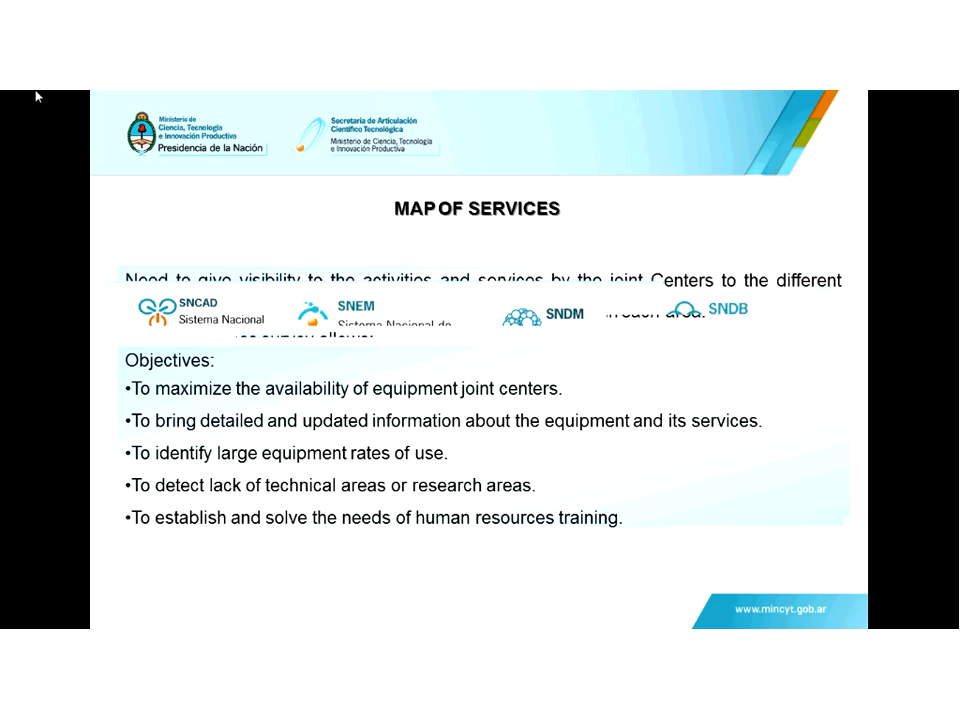 Ministerio de
Ciencia, Tecnología
e Innovación Productiva
Presidencia de la Nación
Secretaría de Articulación
Científico Tecnológica
Ministerio de Ciencia, Tecnología
e Innovación Productiva
MAP OF SERVICES
Need to give visibility to the activities and services by the joint Centers to the different
SNCAD
Sistema Nacional
SNEM
Sistema Nacional de
SNDM
each area.
SNDB
Objectives:
•To maximize the availability of equipment joint centers.
•To bring detailed and updated information about the equipment and its services.
•To identify large equipment rates of use.
•To detect lack of technical areas or research areas.
•To establish and solve the needs of human resources training.
www.mincyt.gob.ar